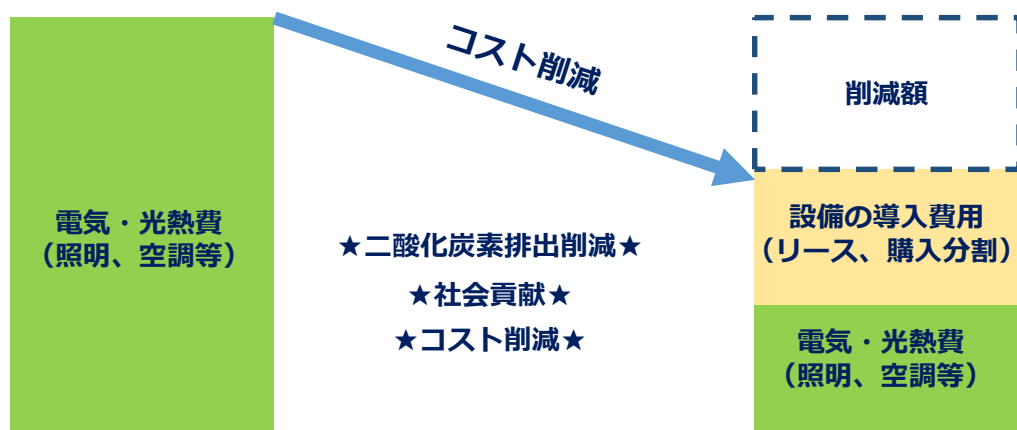 コスト削減
削減額
電気・光熱費
（照明、空調等）
★二酸化炭素排出削減★
★社会貢献★
★コスト削減★
設備の導入費用
（リース、購入分割）
電気・光熱費
（照明、空調等）